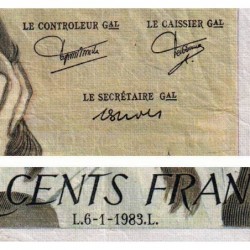 LE CONTROLEUR GAL LE CAISSIER GAL
LE SECRÉTAIRE GAL
CENTS FRAN
L.6-1-1983.L.